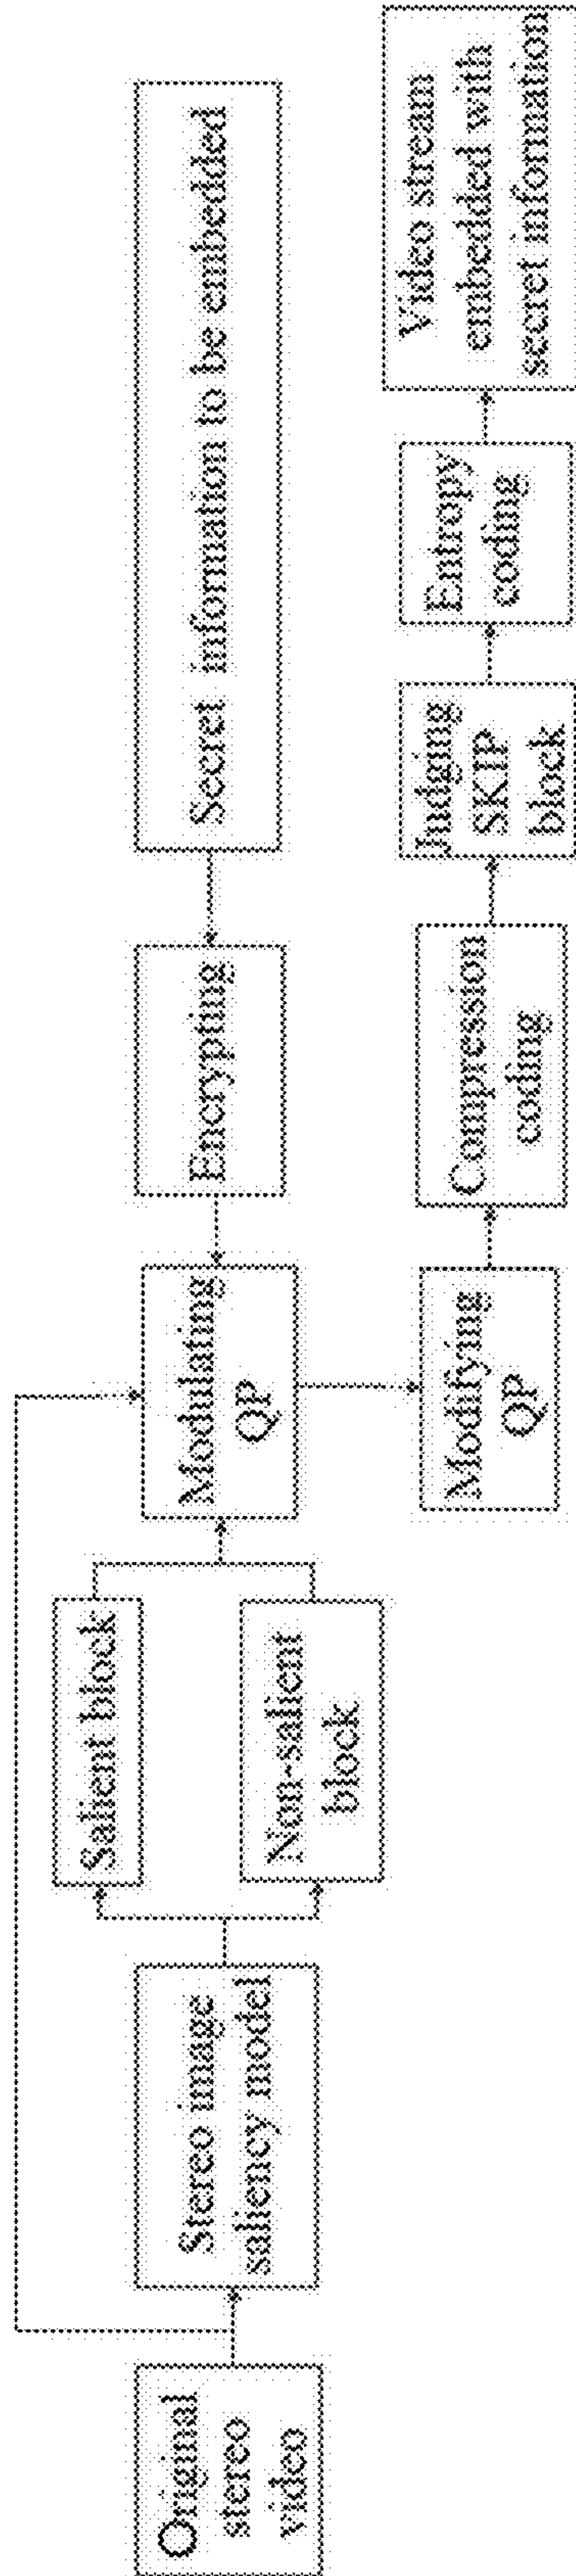 Original
stereo
video
Stereo image
saliency model
Salient block
Non-salient
block
Modulating
QP
Encrypting
Secret information to be embedded
Modifying
QP
Compression
coding
Judging
SKIP
block
Entropy
coding
Video stream
embedded with
secret information